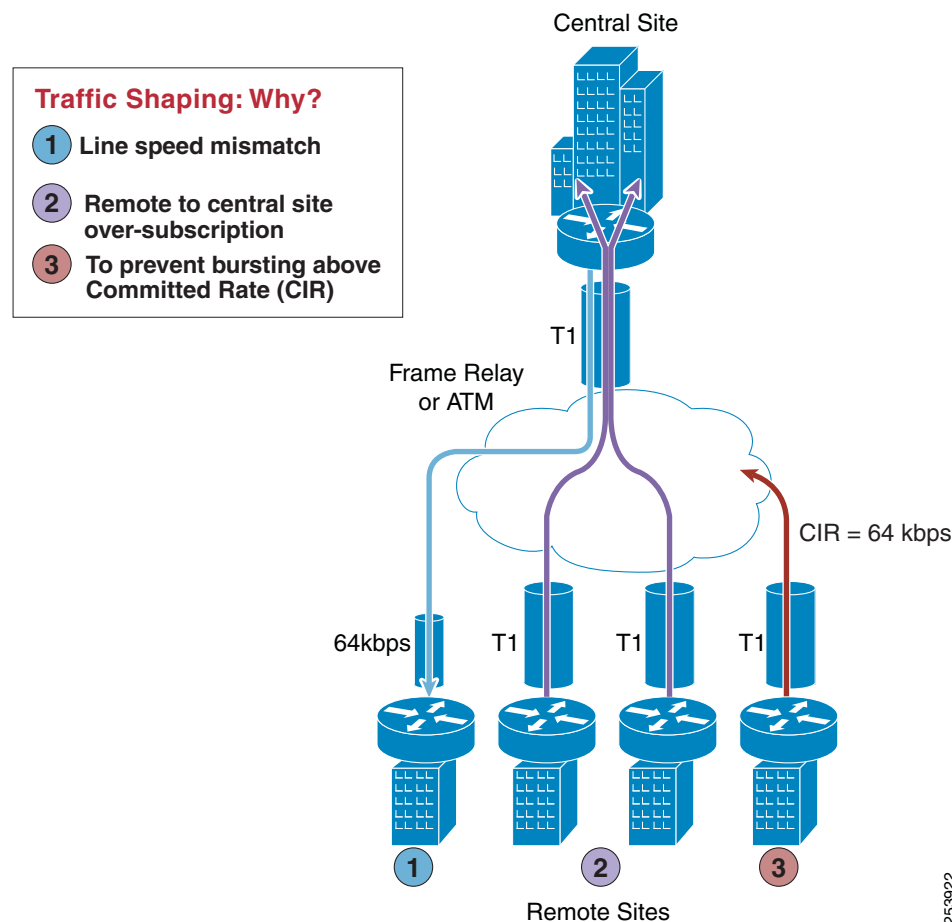 Central Site
Traffic Shaping: Why?
1 Line speed mismatch
2 Remote to central site
over-subscription
3 To prevent bursting above
Committed Rate (CIR)
T1
Frame Relay
or ATM
CIR = 64 kbps
64kbps
T1
T1
T1
1
2
3
Remote Sites
253922